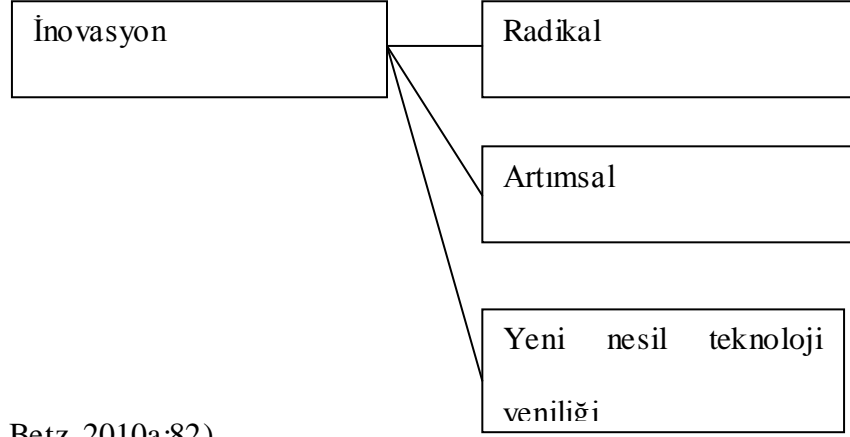 İnovasyon
Radikal
Artımsal
Yeni nesil teknoloji
yeniliği
Betz, 2010a:82)